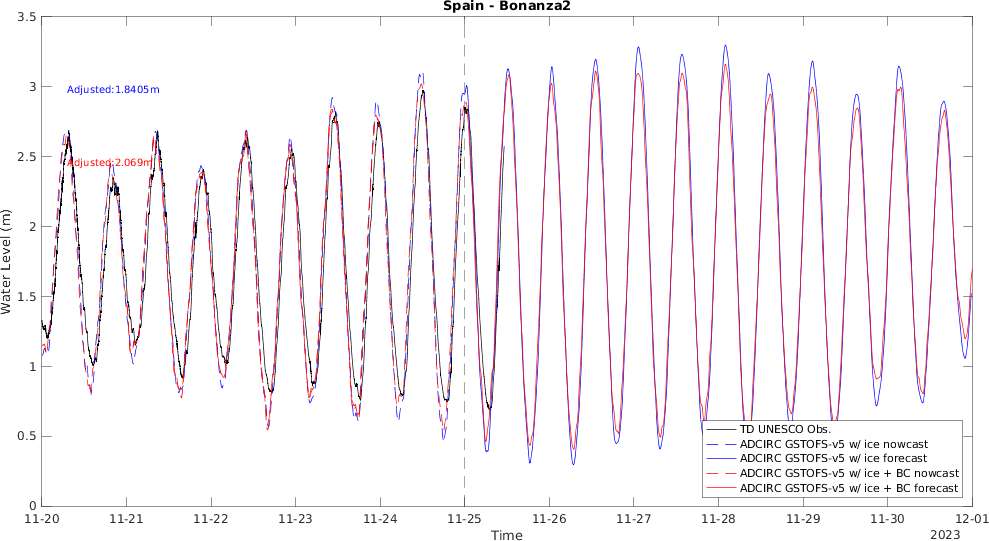 Spain - Bonanza2
3.5
3
2.5
2
1.5
1
0.5
0
Water Level (m)
Adjusted:1.8405m
Adjusted:2.069m
TD UNESCO Obs.
ADCIRC GSTOFS-v5 w/ ice nowcast
ADCIRC GSTOFS-v5 w/ ice forecast
ADCIRC GSTOFS-v5 w/ ice + BC nowcast
ADCIRC GSTOFS-v5 w/ ice + BC forecast
11-20 11-21 11-22 11-23 11-24 11-25 11-26 11-27 11-28 11-29 11-30 12-01
Time
2023